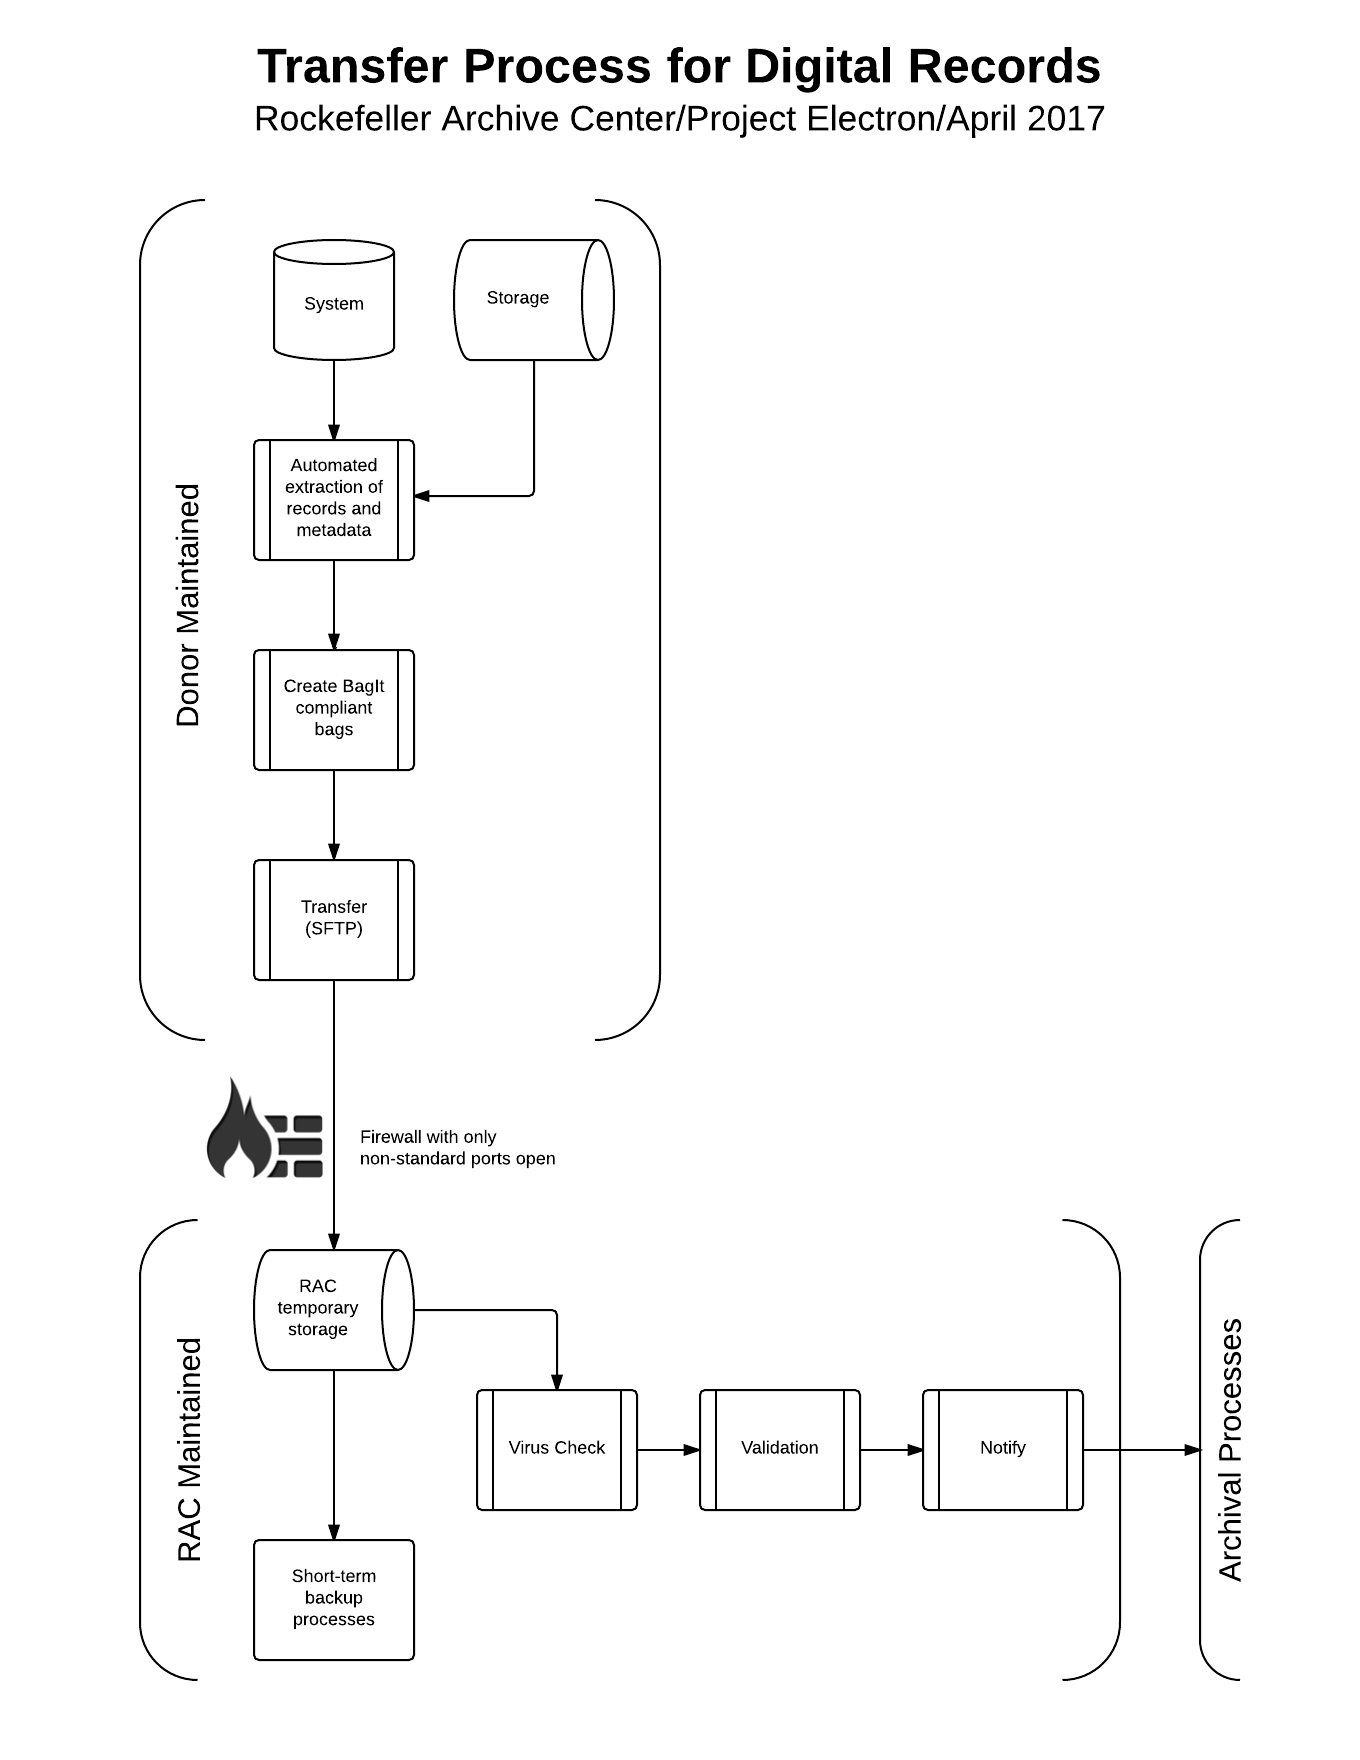 Transfer Process for Digital Records
Rockefeller Archive Center/Project Electron/April 2017
Donor Maintained
System
Storage
Automated
extraction of
records and
metadata
Create BagIt
compliant
bags
Transfer
(SFTP)
Firewall with only
non-standard ports open
RAC Maintained
RAC
temporary
storage
Virus Check
Validation
Notify
Short-term
backup
processes
Archival Processes